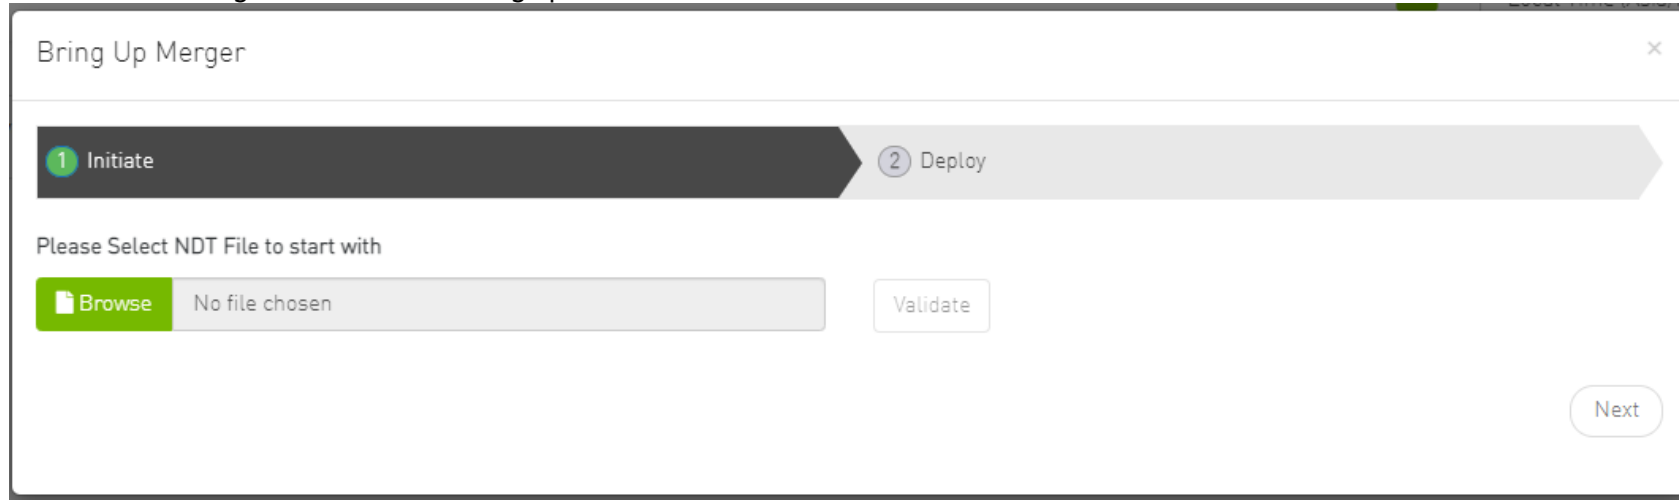 Bring Up Merger
×
1 Initiate
2 Deploy
Please Select NDT File to start with
Browse No file chosen
Validate
Next